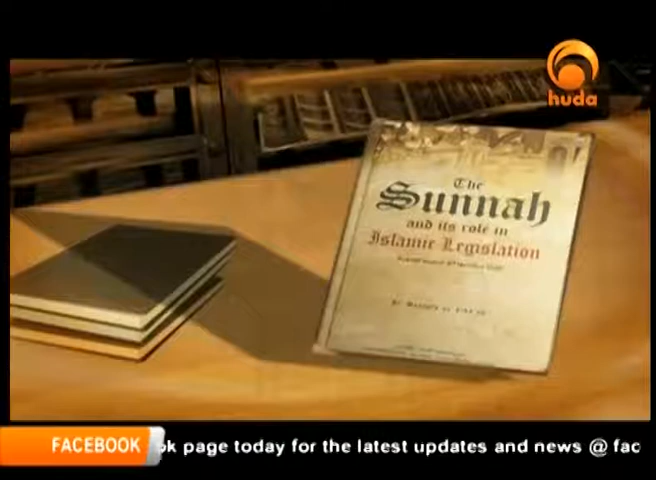 huda
The
Sunnah
and its role in
Islamic Legislation
FACEBOOK
ok page today for the latest updates and news @ fac